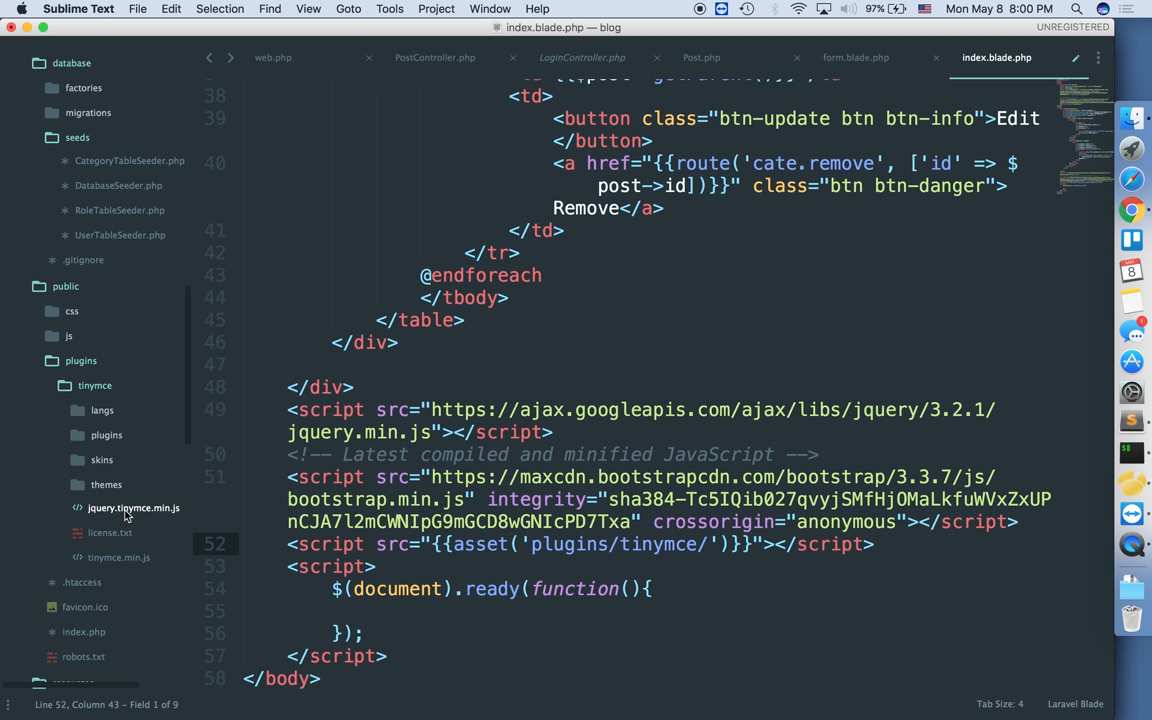 Sublime Text File Edit Selection Find View Goto Tools Project Window Help 97% Mon May 8 8:00 PM
index.blade.php — blog UNREGISTERED
web.php PostController.php LoginController.php Post.php form.blade.php index.blade.php
database
factories
migrations
seeds
CategoryTableSeeder.php
DatabaseSeeder.php
RoleTableSeeder.php
UserTableSeeder.php
.gitignore
public
css
js
plugins
tinymce
langs
plugins
skins
themes
jquery.tinymce.min.js
license.txt
tinymce.min.js
.htaccess
favicon.ico
index.php
robots.txt
38 <td>
39 <button class="btn-update btn btn-info">Edit
</button>
40 <a href="{{route('cate.remove', ['id' => $
post->id])}}" class="btn btn-danger">
Remove</a>
41 </td>
42 </tr>
43 @endforeach
44 </tbody>
45 </table>
46 </div>
47
48 </div>
49 <script src="https://ajax.googleapis.com/ajax/libs/jquery/3.2.1/
jquery.min.js"></script>
50 <!-- Latest compiled and minified JavaScript -->
51 <script src="https://maxcdn.bootstrapcdn.com/bootstrap/3.3.7/js/
bootstrap.min.js" integrity="sha384-Tc5IQib027qvyjSMfHjOMaLkfuWVxZxUP
nCJA7l2mCWNIpG9mGCD8wGNIcPD7Txa" crossorigin="anonymous"></script>
52 <script src="{{asset('plugins/tinymce/')}}"></script>
53 <script>
54 $(document).ready(function(){
55
56 });
57 </script>
58 </body>
Line 52, Column 43 – Field 1 of 9 Tab Size: 4 Laravel Blade